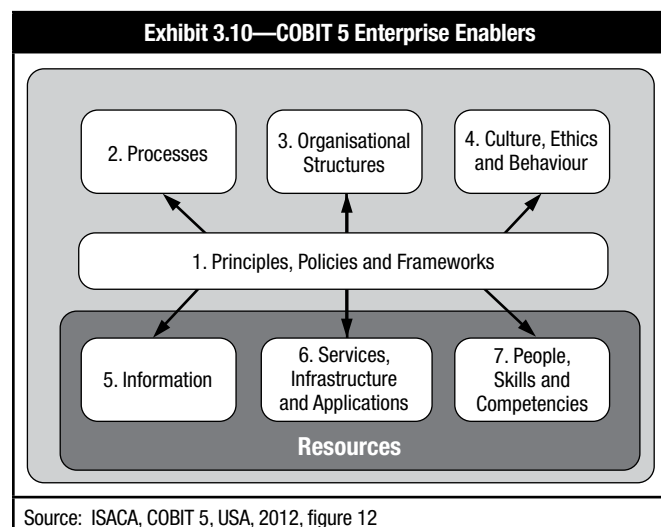 Exhibit 3.10—COBIT 5 Enterprise Enablers
2. Processes
3. Organisational
Structures
4. Culture, Ethics
and Behaviour
1. Principles, Policies and Frameworks
5. Information
6. Services,
Infrastructure
and Applications
7. People,
Skills and
Competencies
Resources
Source: ISACA, COBIT 5, USA, 2012, figure 12